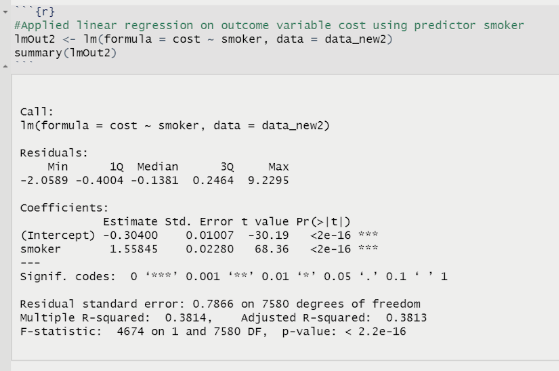 ```{r}
#Applied linear regression on outcome variable cost using predictor smoker
lmOut2 <- lm(formula = cost ~ smoker, data = data_new2)
summary(lmOut2)
```
Call:
lm(formula = cost ~ smoker, data = data_new2)
Residuals:
Min 1Q Median 3Q Max
-2.0589 -0.4004 -0.1381 0.2464 9.2295
Coefficients:
Estimate Std. Error t value Pr(>|t|)
(Intercept) -0.30400 0.01007 -30.19 <2e-16 ***
smoker 1.55845 0.02280 68.36 <2e-16 ***
---
Signif. codes: 0 ‘***’ 0.001 ‘**’ 0.01 ‘*’ 0.05 ‘.’ 0.1 ‘ ’ 1
Residual standard error: 0.7866 on 7580 degrees of freedom
Multiple R-squared: 0.3814, Adjusted R-squared: 0.3813
F-statistic: 4674 on 1 and 7580 DF, p-value: < 2.2e-16